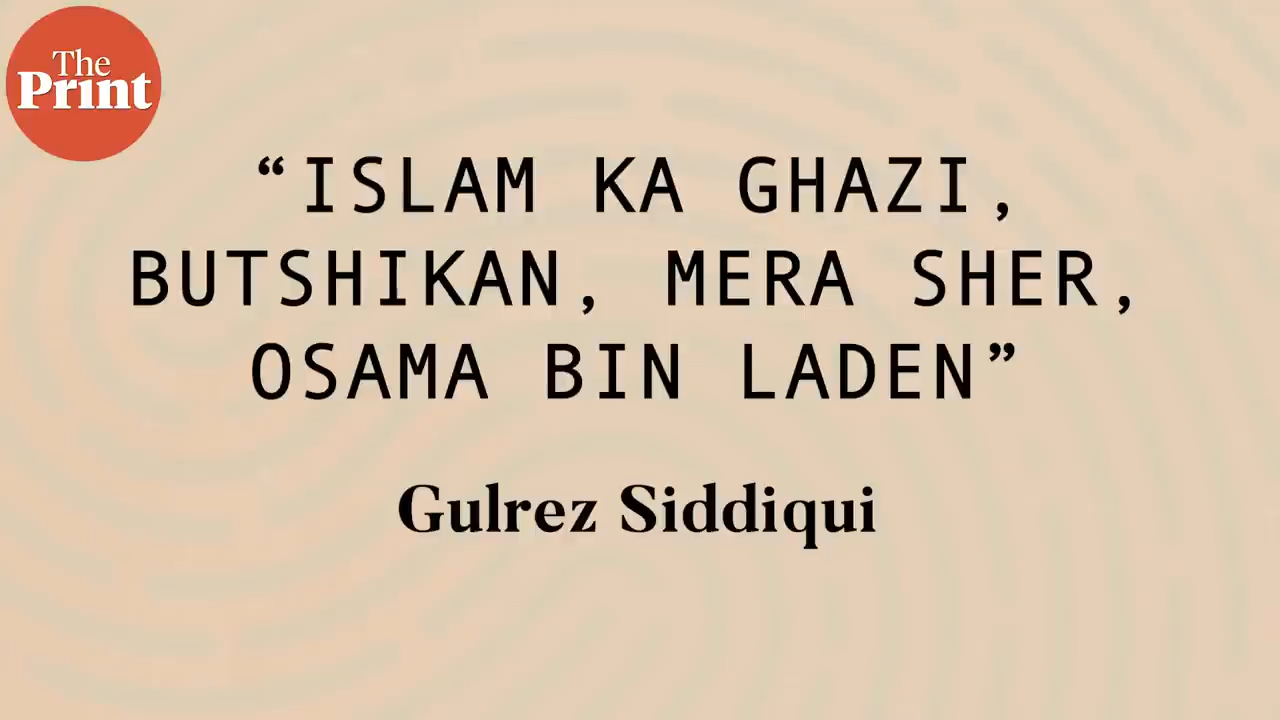 The
Print
“ISLAM KA GHAZI,
BUTSHIKAN, MERA SHER,
OSAMA BIN LADEN”
Gulrez Siddiqui